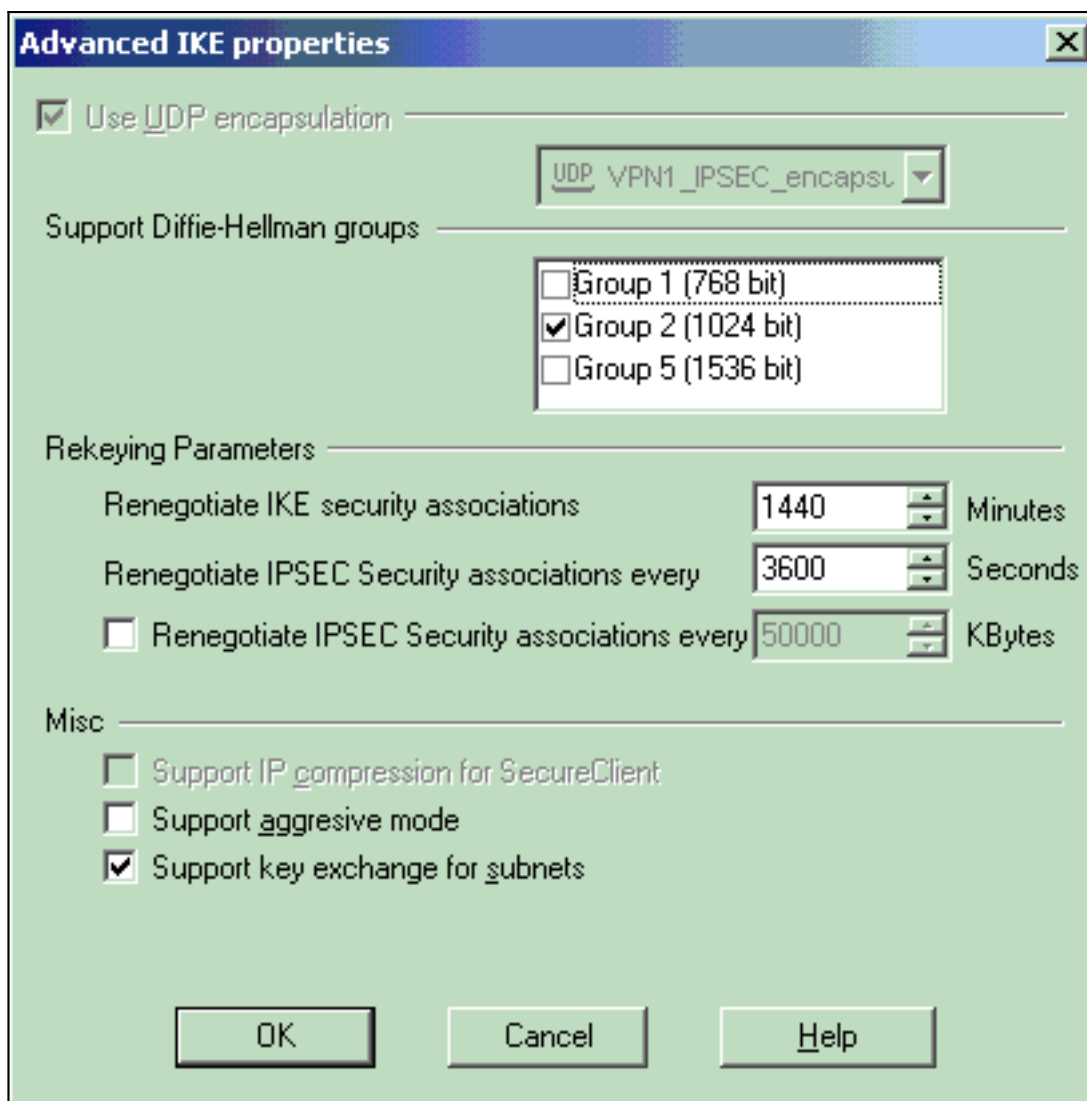 Advanced IKE properties
Use UDP encapsulation
UDP VPN1_IPSEC_encapsu
Support Diffie-Hellman groups
Group 1 (768 bit)
Group 2 (1024 bit)
Group 5 (1536 bit)
Rekeying Parameters
Renegotiate IKE security associations 1440 Minutes
Renegotiate IPSEC Security associations every 3600 Seconds
Renegotiate IPSEC Security associations every 50000 KBytes
Misc
Support IP compression for SecureClient
Support aggresive mode
Support key exchange for subnets
OK Cancel Help